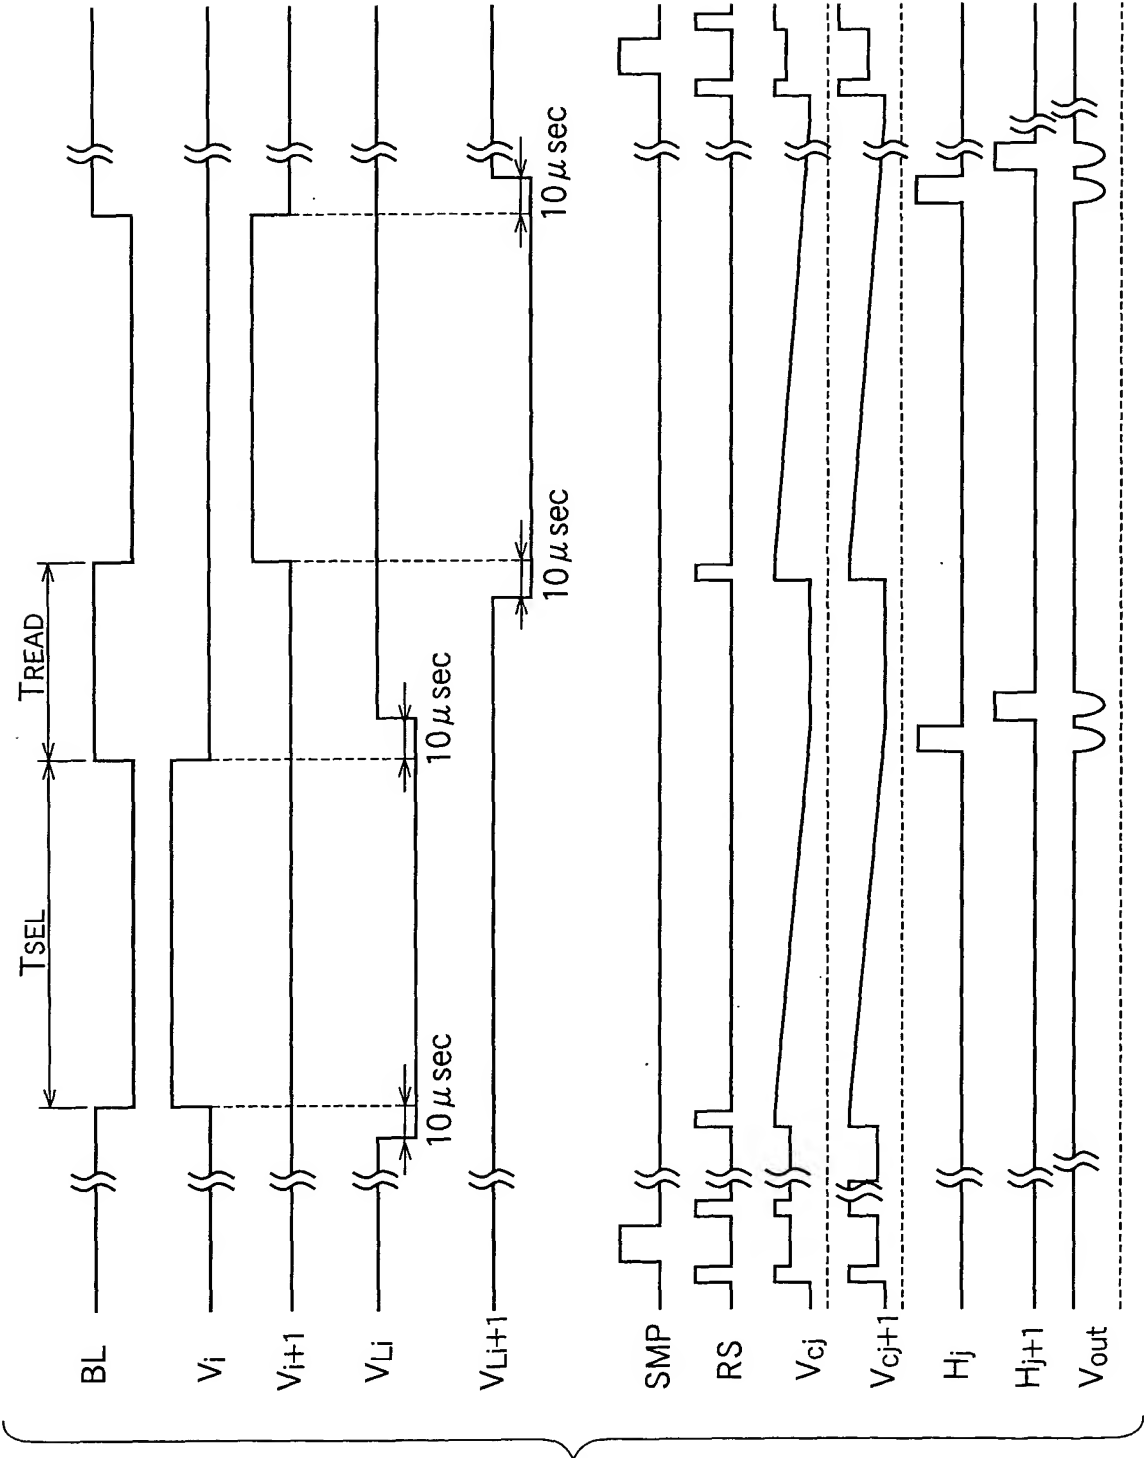 TSEL
TREAD
BL
Vi
Vi+1
VLi
10μsec
10μsec
VLi+1
10μsec
10μsec
SMP
RS
Vcj
Vcj+1
Hj
Hj+1
Vout